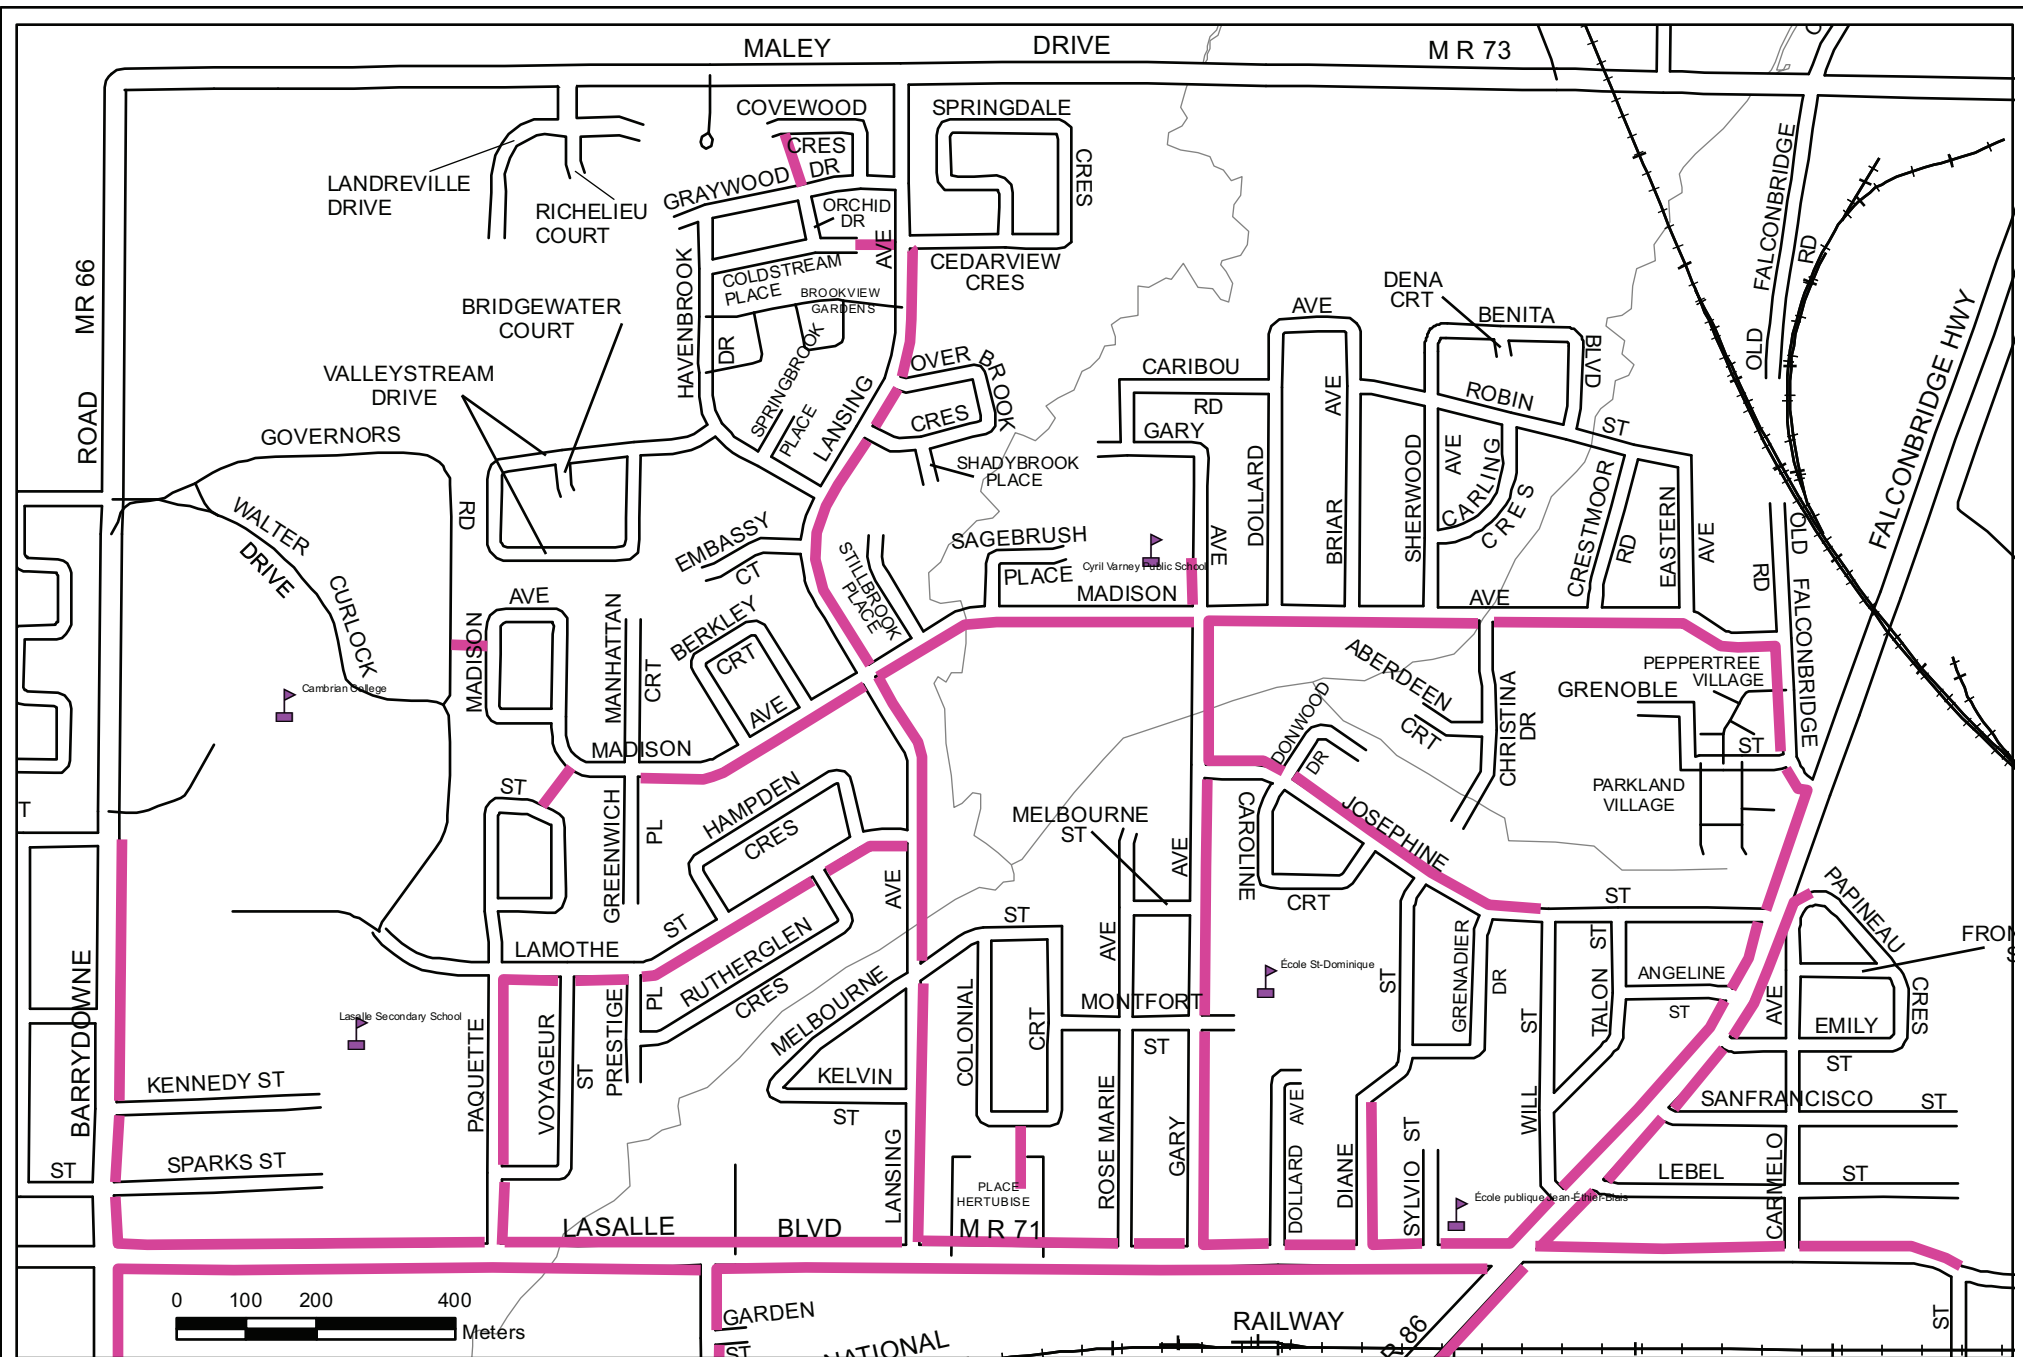 MALEY DRIVE M R 73
COVEWOOD
CRES
SPRINGDALE
CRES
GRAYWOOD DR
LANDREVILLE
DRIVE
RICHELIEU
COURT
ORCHID
DR
AVE
CEDARVIEW
CRES
FALCONBRIDGE
RD
OLD
MR 66
ROAD
HAVENBROOK
DR
COLDSTREAM
PLACE
BROOKVIEW
GARDENS
BRIDGEWATER
COURT
VALLEYSTREAM
DRIVE
SPRINGBROOK
PLACE
LANSING
OVER BROOK
CRES
SHADYBROOK
PLACE
DENA
CRT
BENITA
BLVD
AVE
CARIBOU
RD
GARY
AVE
ROBIN
ST
FALCONBRIDGE HWY
GOVERNORS
RD
WALTER
DRIVE
CURLOCK
EMBASSY
CT
STILLBROOK
PLACE
SAGEBRUSH
PLACE
Cyril Varney Public School
MADISON
AVE
DOLLARD
BRIAR
AVE
SHERWOOD
AVE
CARLING
CRES
CRESTMOOR
RD
EASTERN
AVE
OLD FALCONBRIDGE
RD
AVE
MADISON
MANHATTAN
CRT
BERKLEY
CRT
AVE
MADISON
Cambrian College
ABERDEEN
CRT
CHRISTINA
DR
PEPPERTREE
VILLAGE
GRENOBLE
ST
PARKLAND
VILLAGE
DONWOOD
DR
JOSEPHINE
ST
T
ST
GREENWICH
PL
HAMPDEN
CRES
MELBOURNE
ST
AVE
CAROLINE
CRT
PAPINEAU
CRES
LAMOTHE
ST
RUTHERGLEN
CRES
AVE
MELBOURNE
ST
AVE
MONTFORT
ST
École St-Dominique
ST
GRENADIER
DR
TALON
ST
ANGELINE
ST
AVE
EMILY
ST
BARRYDOWNE
Lasalle Secondary School
PAQUETTE
VOYAGEUR
ST
PRESTIGE
PL
KELVIN
ST
COLONIAL
CRT
ROSE MARIE
GARY
KENNEDY ST
SPARKS ST
ST
LANSING
PLACE
HERTUBISE
DOLLARD AVE
DIANE
SYLVIO ST
WILL
ST
École publique Jean-Éthier-Blais
SANFRANCISCO
ST
LEBEL
ST
CARMELO
LASALLE BLVD M R 71
0 100 200 400
Meters
GARDEN
ST
RAILWAY
ST